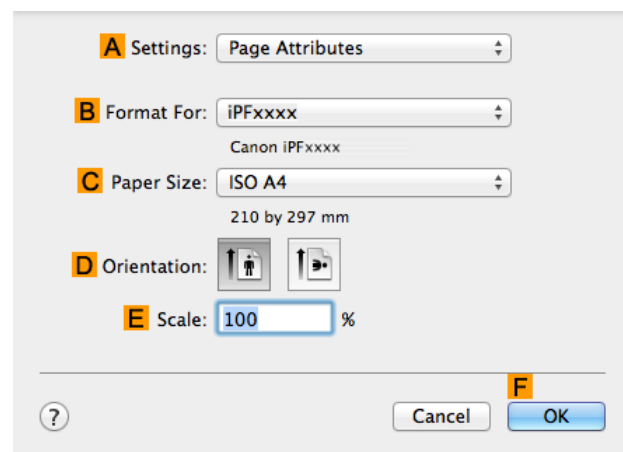 A Settings: Page Attributes
B Format For: iPFxxxx
Canon iPFxxxx
C Paper Size: ISO A4
210 by 297 mm
D Orientation:
E Scale: 100 %
F
? Cancel OK